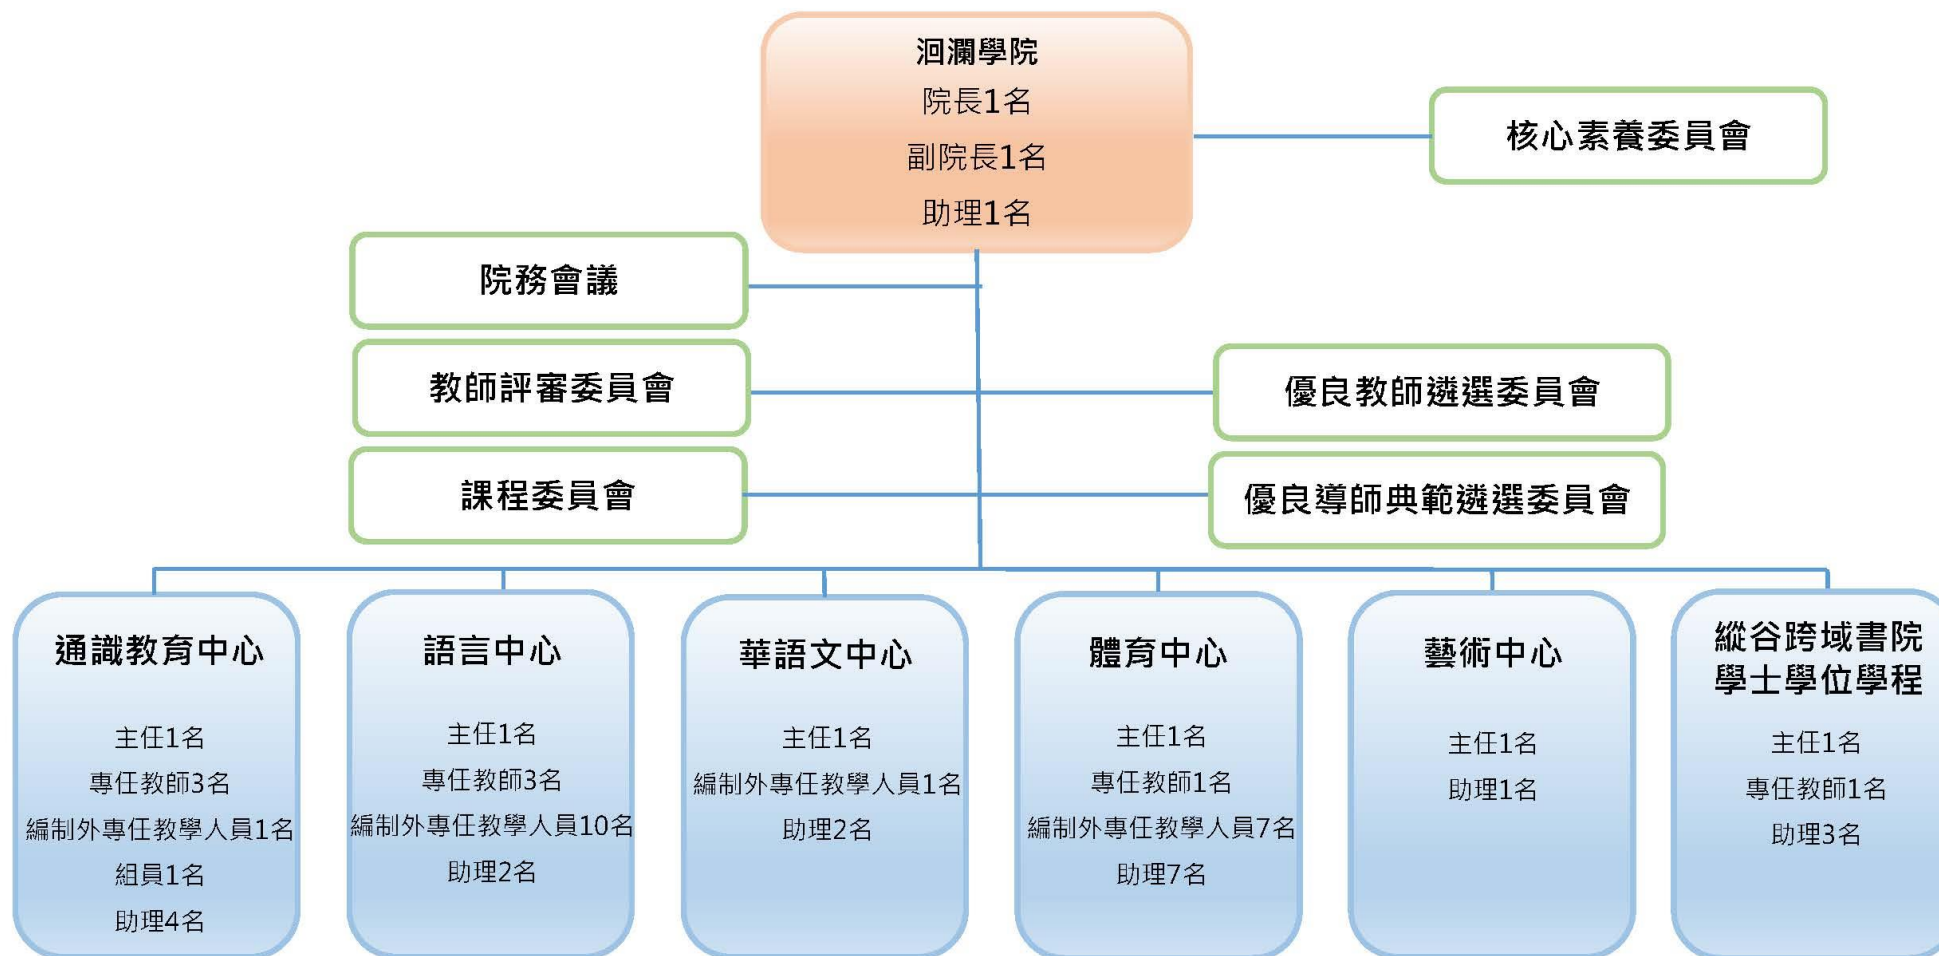 洄瀾學院
院長1名
副院長1名
助理1名
核心素養委員會
院務會議
教師評審委員會
優良教師遴選委員會
課程委員會
優良導師典範遴選委員會
通識教育中心
主任1名
專任教師3名
編制外專任教學人員1名
組員1名
助理4名
語言中心
主任1名
專任教師3名
編制外專任教學人員10名
助理2名
華語文中心
主任1名
編制外專任教學人員1名
助理2名
體育中心
主任1名
專任教師1名
編制外專任教學人員7名
助理7名
藝術中心
主任1名
助理1名
縱谷跨域書院
學士學位學程
主任1名
專任教師1名
助理3名